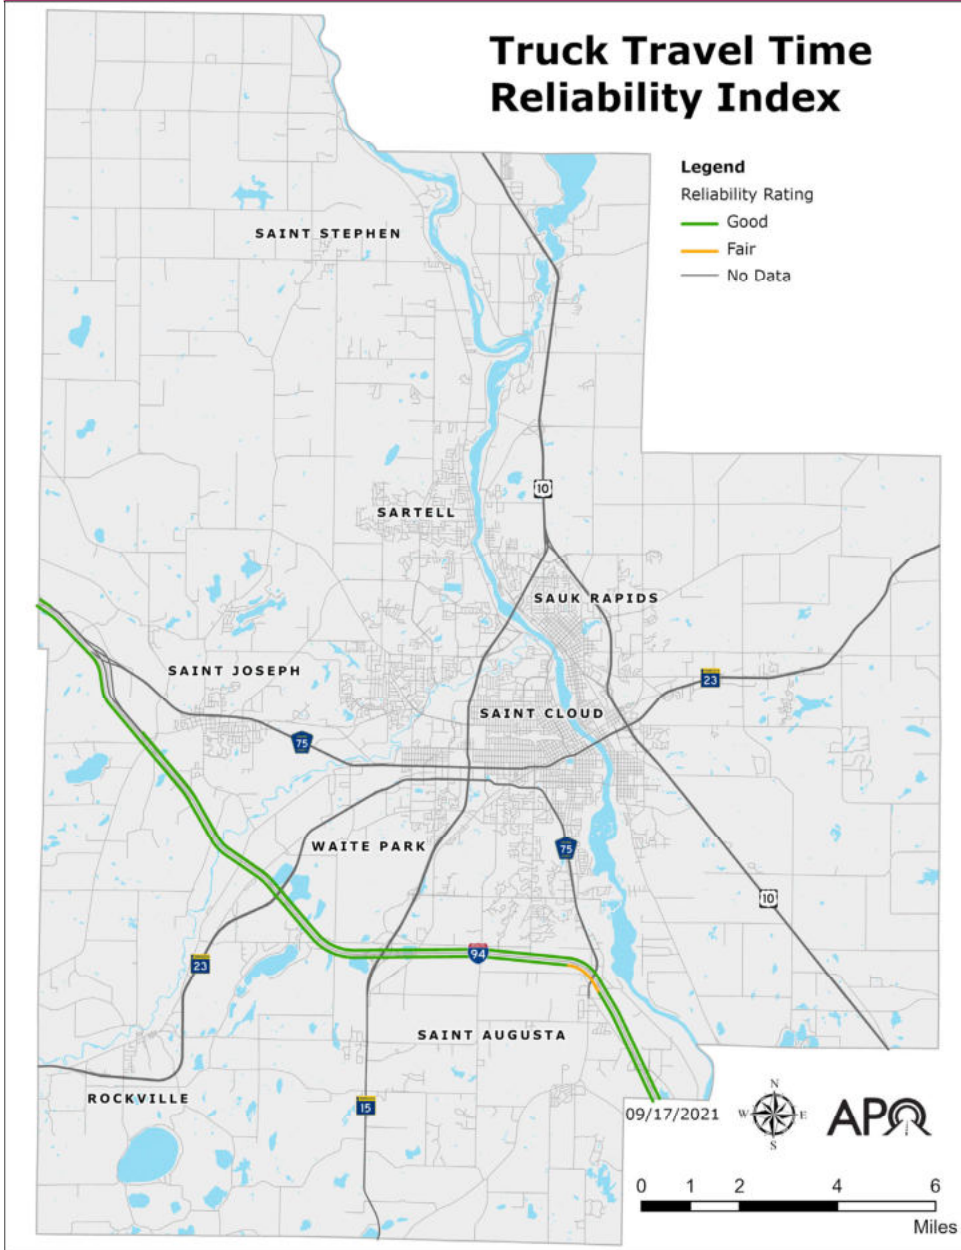 Truck Travel Time
Reliability Index
Legend
Reliability Rating
Good
Fair
No Data
SAINT STEPHEN
10
SARTELL
SAUK RAPIDS
SAINT JOSEPH
23
SAINT CLOUD
75
WAITE PARK
75
10
94
23
SAINT AUGUSTA
ROCKVILLE
15
09/17/2021
N
W E
S
APO
0 1 2 4 6
Miles